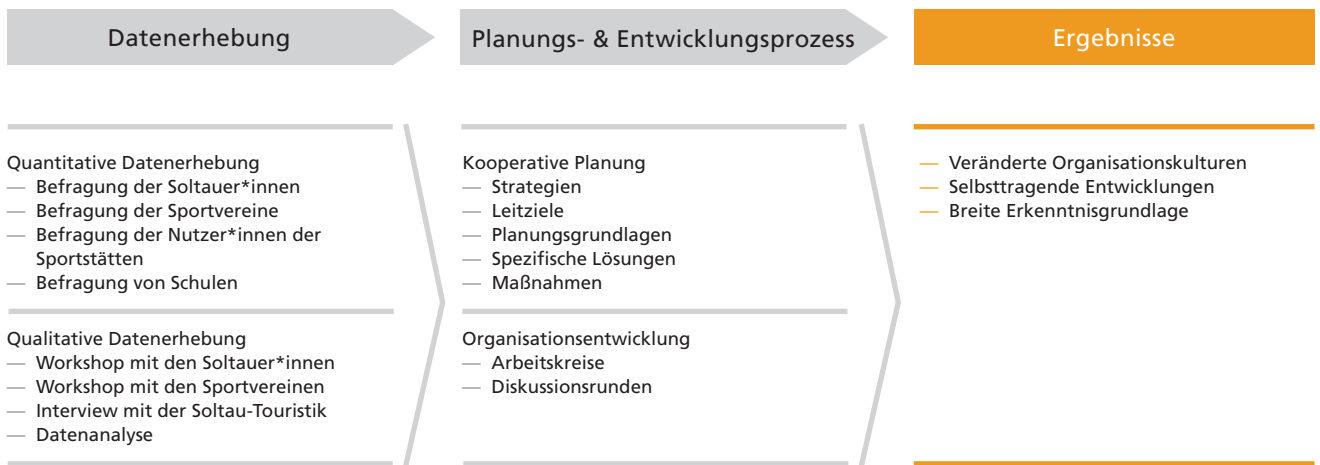 Datenerhebung
Planungs- & Entwicklungsprozess
Ergebnisse
Quantitative Datenerhebung
— Befragung der Soltauer*innen
— Befragung der Sportvereine
— Befragung der Nutzer*innen der
Sportstätten
— Befragung von Schulen
Qualitative Datenerhebung
— Workshop mit den Soltauer*innen
— Workshop mit den Sportvereinen
— Interview mit der Soltau-Touristik
— Datenanalyse
Kooperative Planung
— Strategien
— Leitziele
— Planungsgrundlagen
— Spezifische Lösungen
— Maßnahmen
Organisationsentwicklung
— Arbeitskreise
— Diskussionsrunden
— Veränderte Organisationskulturen
— Selbsttragende Entwicklungen
— Breite Erkenntnisgrundlage